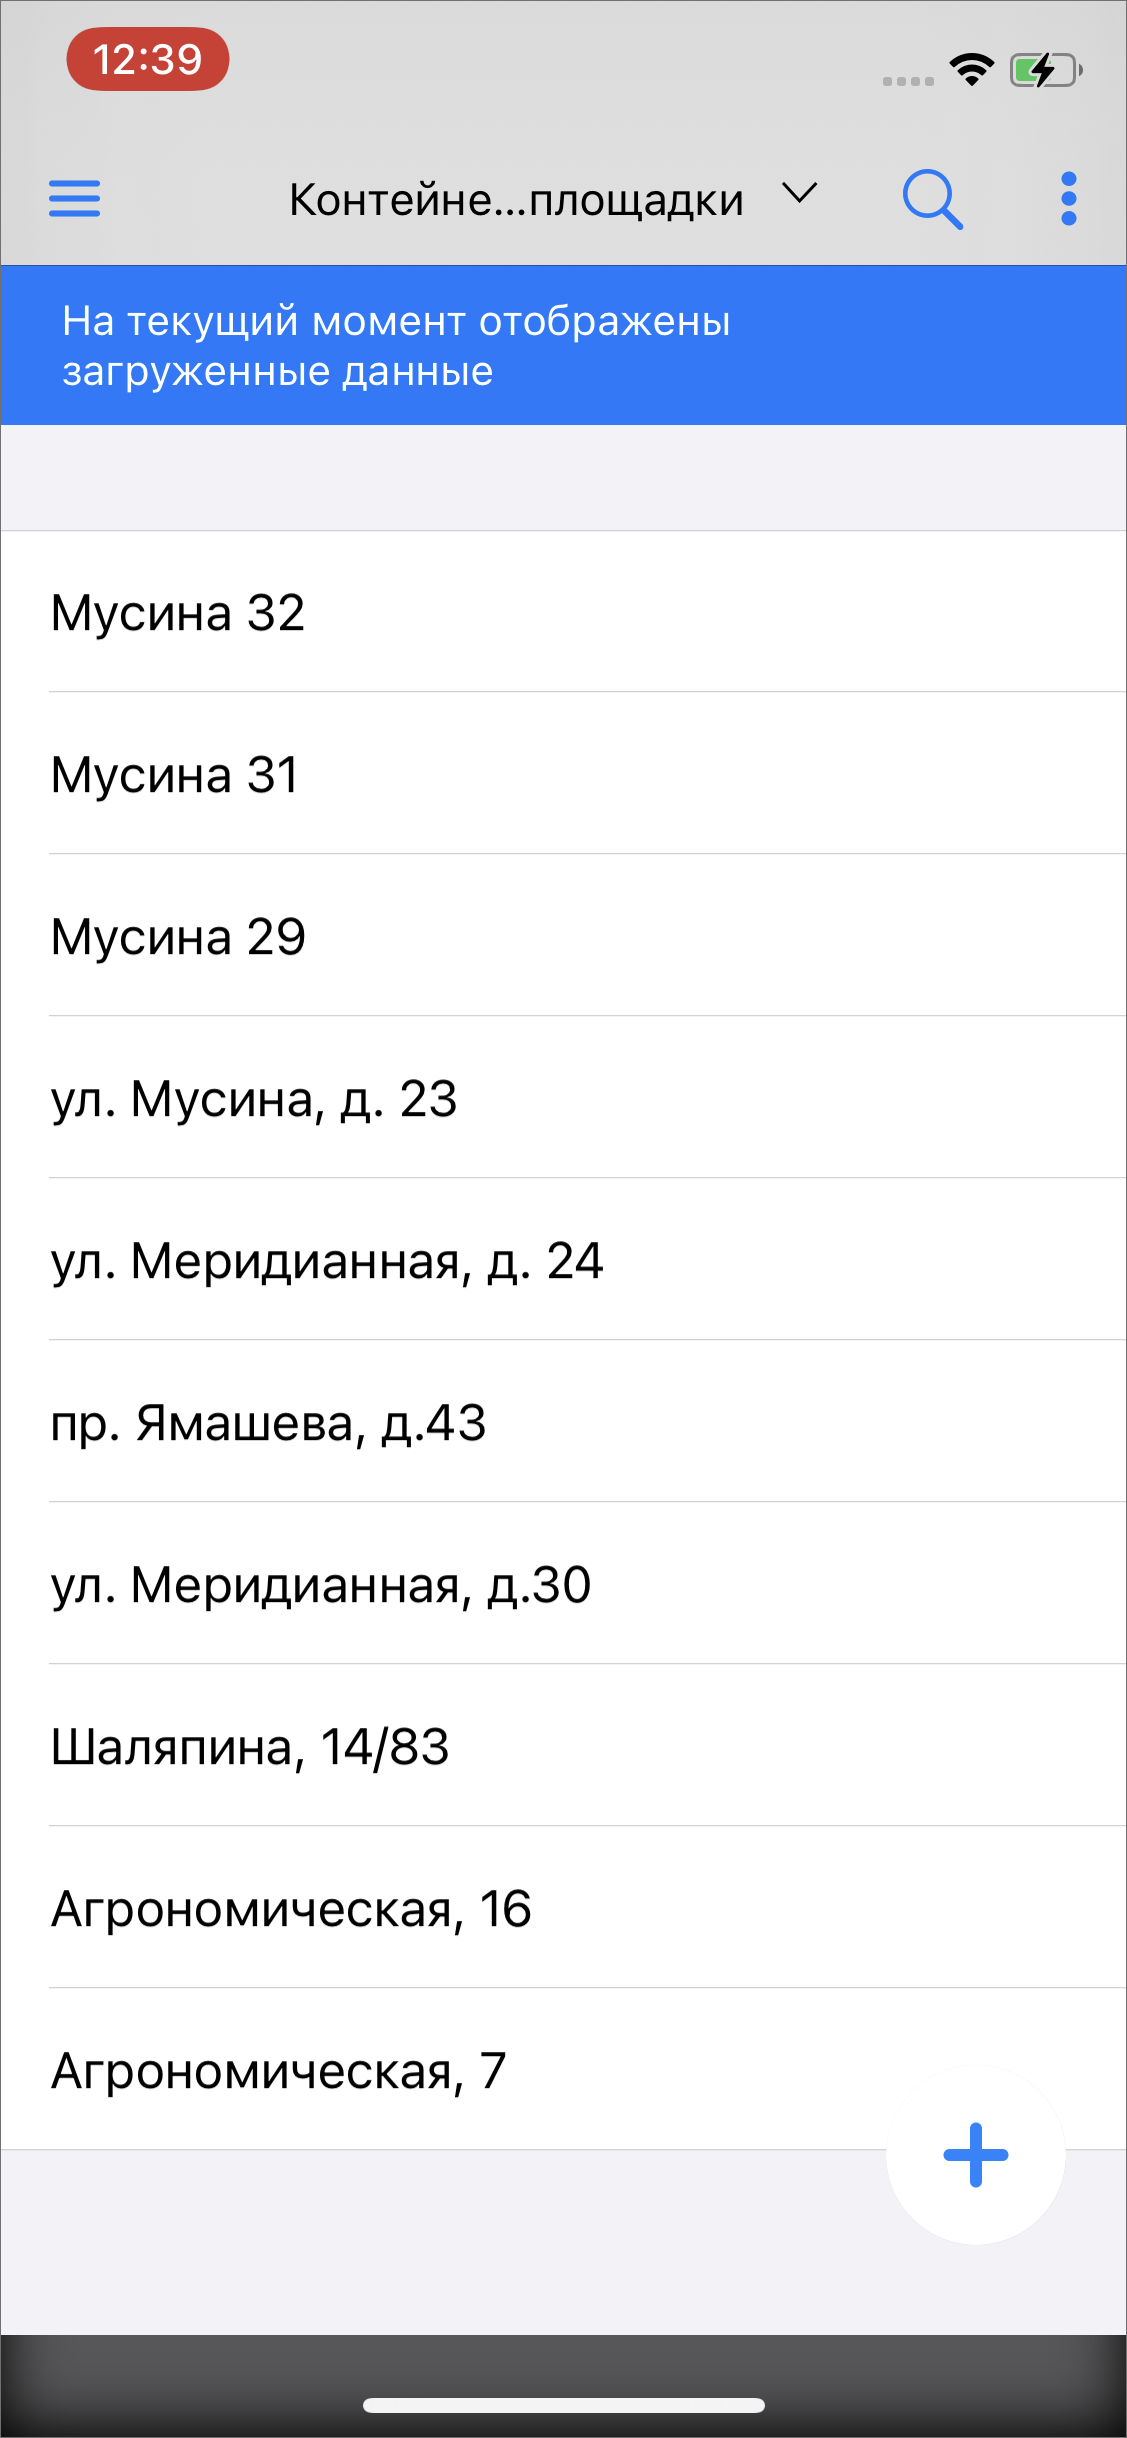 12:39
Контейне...площадки
На текущий момент отображены
загруженные данные
Мусина 32
Мусина 31
Мусина 29
ул. Мусина, д. 23
ул. Меридианная, д. 24
пр. Ямашева, д.43
ул. Меридианная, д.30
Шаляпина, 14/83
Агрономическая, 16
Агрономическая, 7